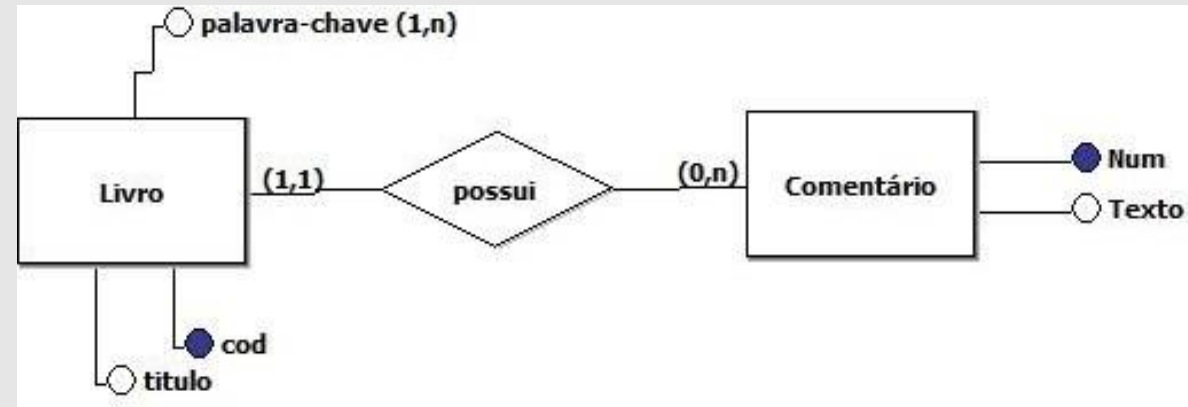 palavra-chave (1,n)
Livro
(1,1)
possui
(0,n)
Comentário
Num
Texto
cod
titulo